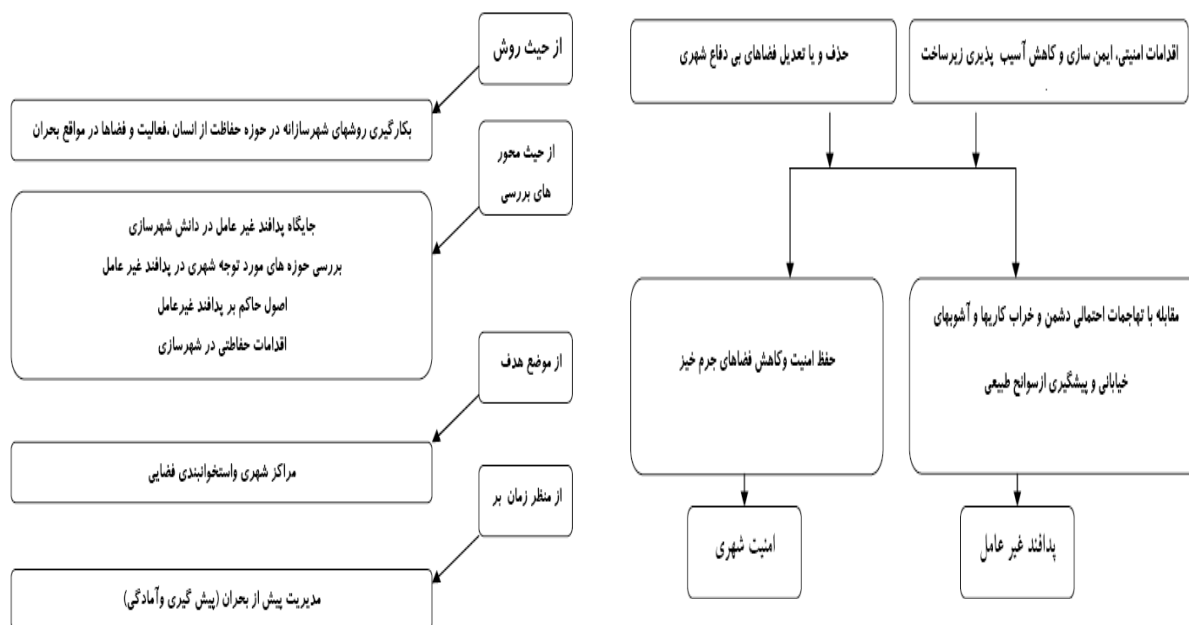 اقدامات امنیتی، ایمن سازی و کاهش آسیب پذیری زیرساخت
.
حذف و یا تعدیل فضاهای بی دفاع شهری
مقابله با تهاجمات احتمالی دشمن و خراب کاریها و آشوبهای
خیابانی و پیشگیری ازسوانح طبیعی
حفظ امنیت وکاهش فضاهای جرم خیز
پدافند غیر عامل
امنیت شهری
از حیث روش
بکارگیری روشهای شهرسازانه در حوزه حفاظت از انسان ،فعالیت و فضاها در مواقع بحران
از حیث محور
های بررسی
جایگاه پدافند غیر عامل در دانش شهرسازی
بررسی حوزه های مورد توجه شهری در پدافند غیر عامل
اصول حاکم بر پدافند غیرعامل
اقدامات حفاطتی در شهرسازی
از موضع هدف
مراکز شهری واستخوانبندی فضایی
از منظر زمان بر
مدیریت پیش از بحران (پیش گیری وآمادگی)